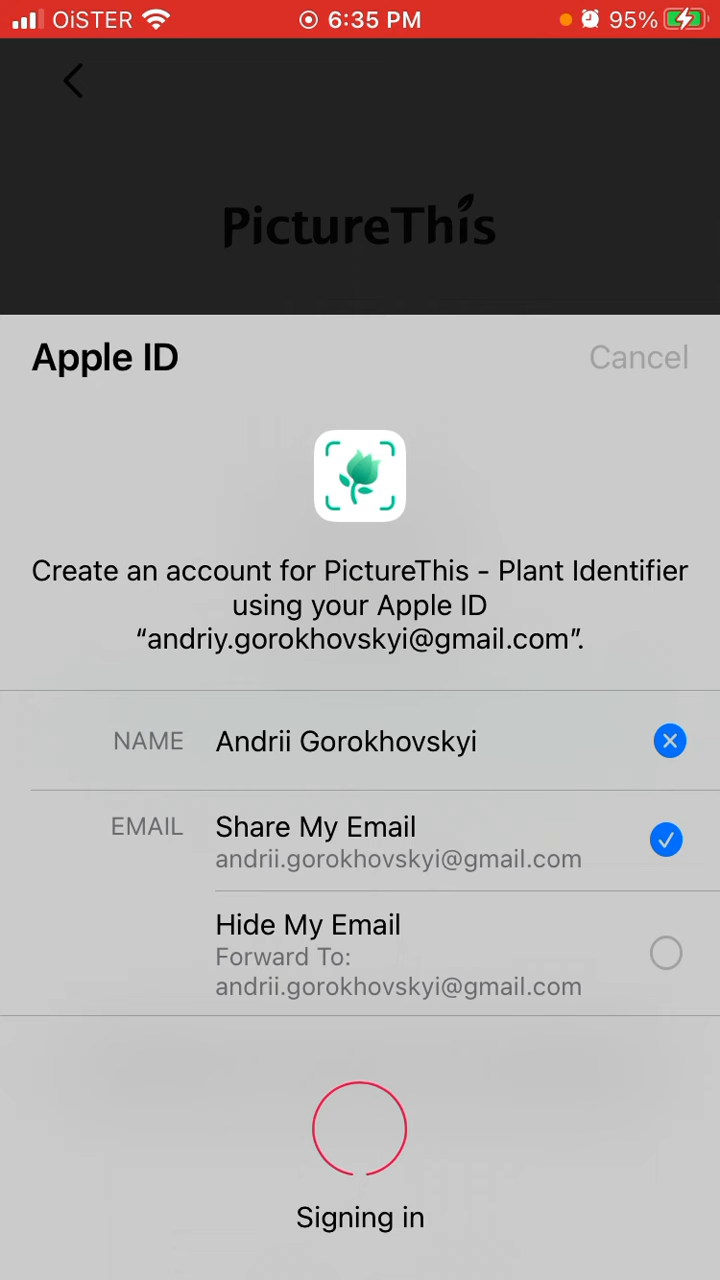 OiSTER 6:35 PM 95%
PictureThis
Apple ID Cancel
Create an account for PictureThis - Plant Identifier
using your Apple ID
“andriy.gorokhovskyi@gmail.com”.
NAME Andrii Gorokhovskyi
EMAIL Share My Email
andrii.gorokhovskyi@gmail.com
Hide My Email
Forward To:
andrii.gorokhovskyi@gmail.com
Signing in